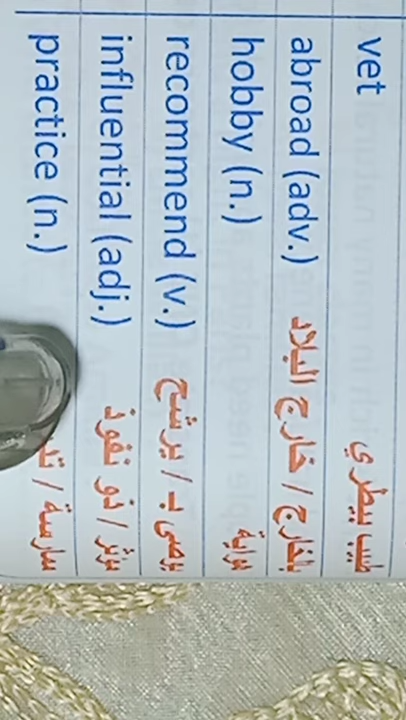 vet طبيب بيطري
abroad (adv.) بالخارج / خارج البلاد
hobby (n.) هواية
recommend (v.) يوصى بـ / يرشح
influential (adj.) مؤثر / ذو نفوذ
practice (n.) ممارسة /